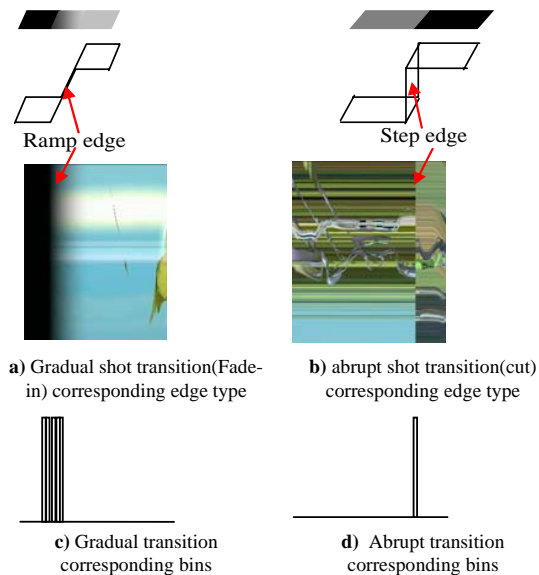 Ramp edge
Step edge
a) Gradual shot transition(Fade-
in) corresponding edge type
b) abrupt shot transition(cut)
corresponding edge type
c) Gradual transition
corresponding bins
d) Abrupt transition
corresponding bins